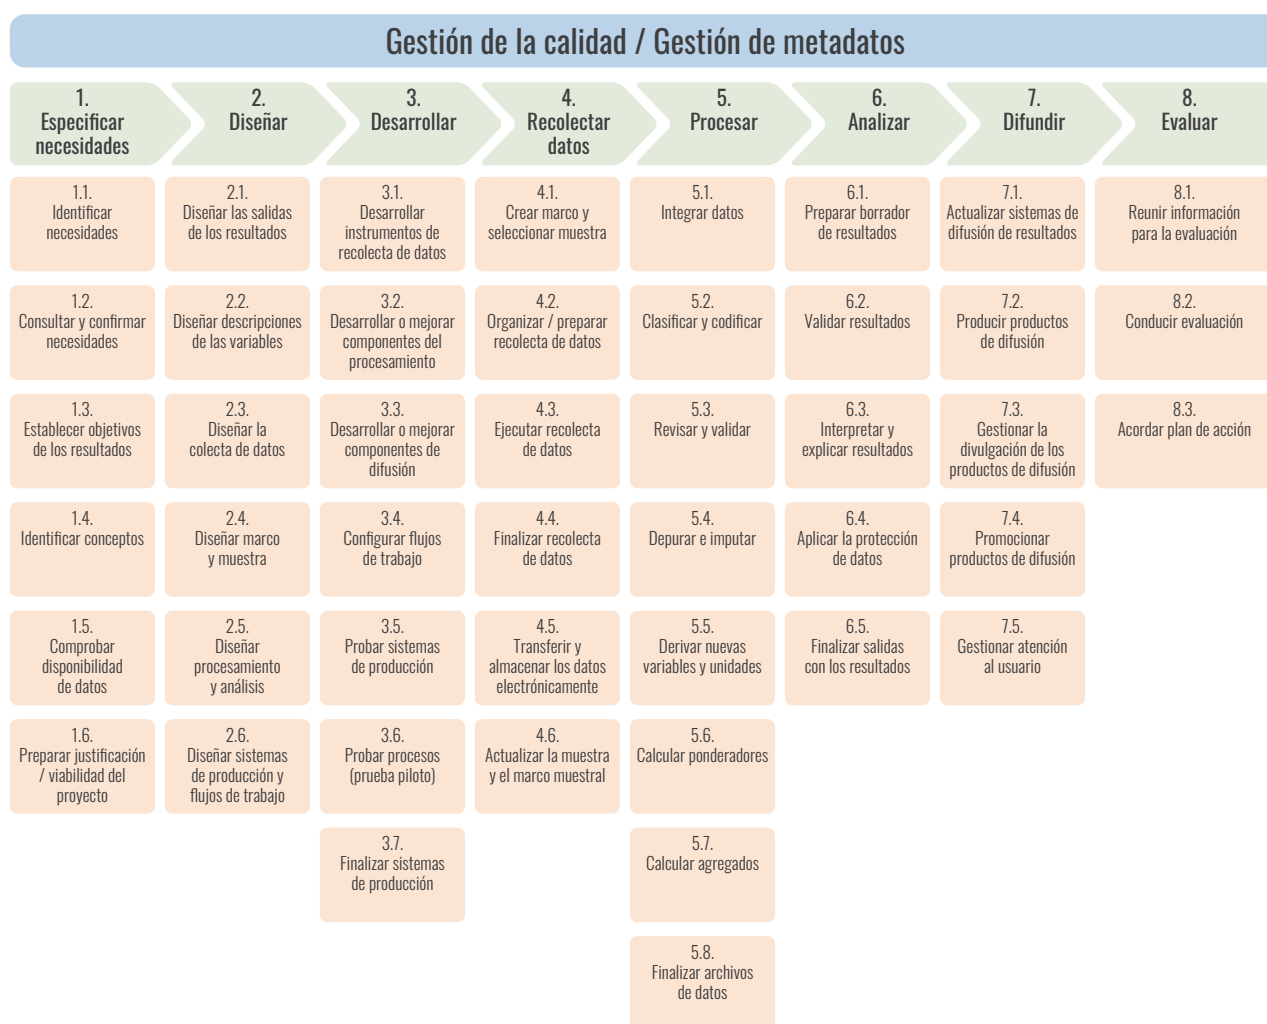 Gestión de la calidad / Gestión de metadatos
1.
Especificar
necesidades
2.
Diseñar
3.
Desarrollar
4.
Recolectar
datos
5.
Procesar
6.
Analizar
7.
Difundir
8.
Evaluar
1.1.
Identificar
necesidades
2.1.
Diseñar las salidas
de los resultados
3.1.
Desarrollar
instrumentos de
recolecta de datos
4.1.
Crear marco y
seleccionar muestra
5.1.
Integrar datos
6.1.
Preparar borrador
de resultados
7.1.
Actualizar sistemas de
difusión de resultados
8.1.
Reunir información
para la evaluación
1.2.
Consultar y confirmar
necesidades
2.2.
Diseñar descripciones
de las variables
3.2.
Desarrollar o mejorar
componentes del
procesamiento
4.2.
Organizar / preparar
recolecta de datos
5.2.
Clasificar y codificar
6.2.
Validar resultados
7.2.
Producir productos
de difusión
8.2.
Conducir evaluación
1.3.
Establecer objetivos
de los resultados
2.3.
Diseñar la
colecta de datos
3.3.
Desarrollar o mejorar
componentes de
difusión
4.3.
Ejecutar recolecta
de datos
5.3.
Revisar y validar
6.3.
Interpretar y
explicar resultados
7.3.
Gestionar la
divulgación de los
productos de difusión
8.3.
Acordar plan de acción
1.4.
Identificar conceptos
2.4.
Diseñar marco
y muestra
3.4.
Configurar flujos
de trabajo
4.4.
Finalizar recolecta
de datos
5.4.
Depurar e imputar
6.4.
Aplicar la protección
de datos
7.4.
Promocionar
productos de difusión
1.5.
Comprobar
disponibilidad
de datos
2.5.
Diseñar
procesamiento
y análisis
3.5.
Probar sistemas
de producción
4.5.
Transferir y
almacenar los datos
electrónicamente
5.5.
Derivar nuevas
variables y unidades
6.5.
Finalizar salidas
con los resultados
7.5.
Gestionar atención
al usuario
1.6.
Preparar justificación
/ viabilidad del
proyecto
2.6.
Diseñar sistemas
de producción y
flujos de trabajo
3.6.
Probar procesos
(prueba piloto)
4.6.
Actualizar la muestra
y el marco muestral
5.6.
Calcular ponderadores
3.7.
Finalizar sistemas
de producción
5.7.
Calcular agregados
5.8.
Finalizar archivos
de datos